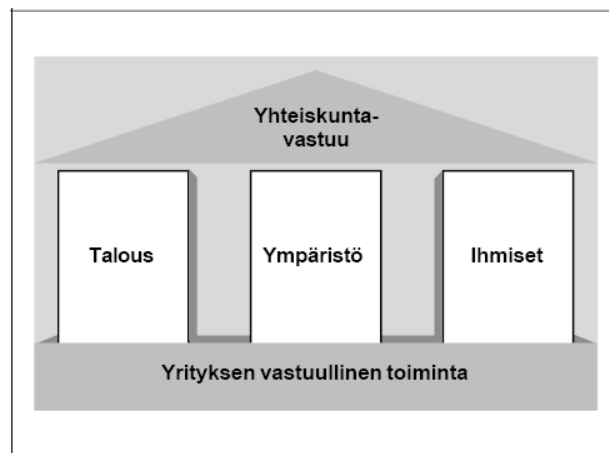 Yhteiskunta-
vastuu
Talous
Ympäristö
Ihmiset
Yrityksen vastuullinen toiminta